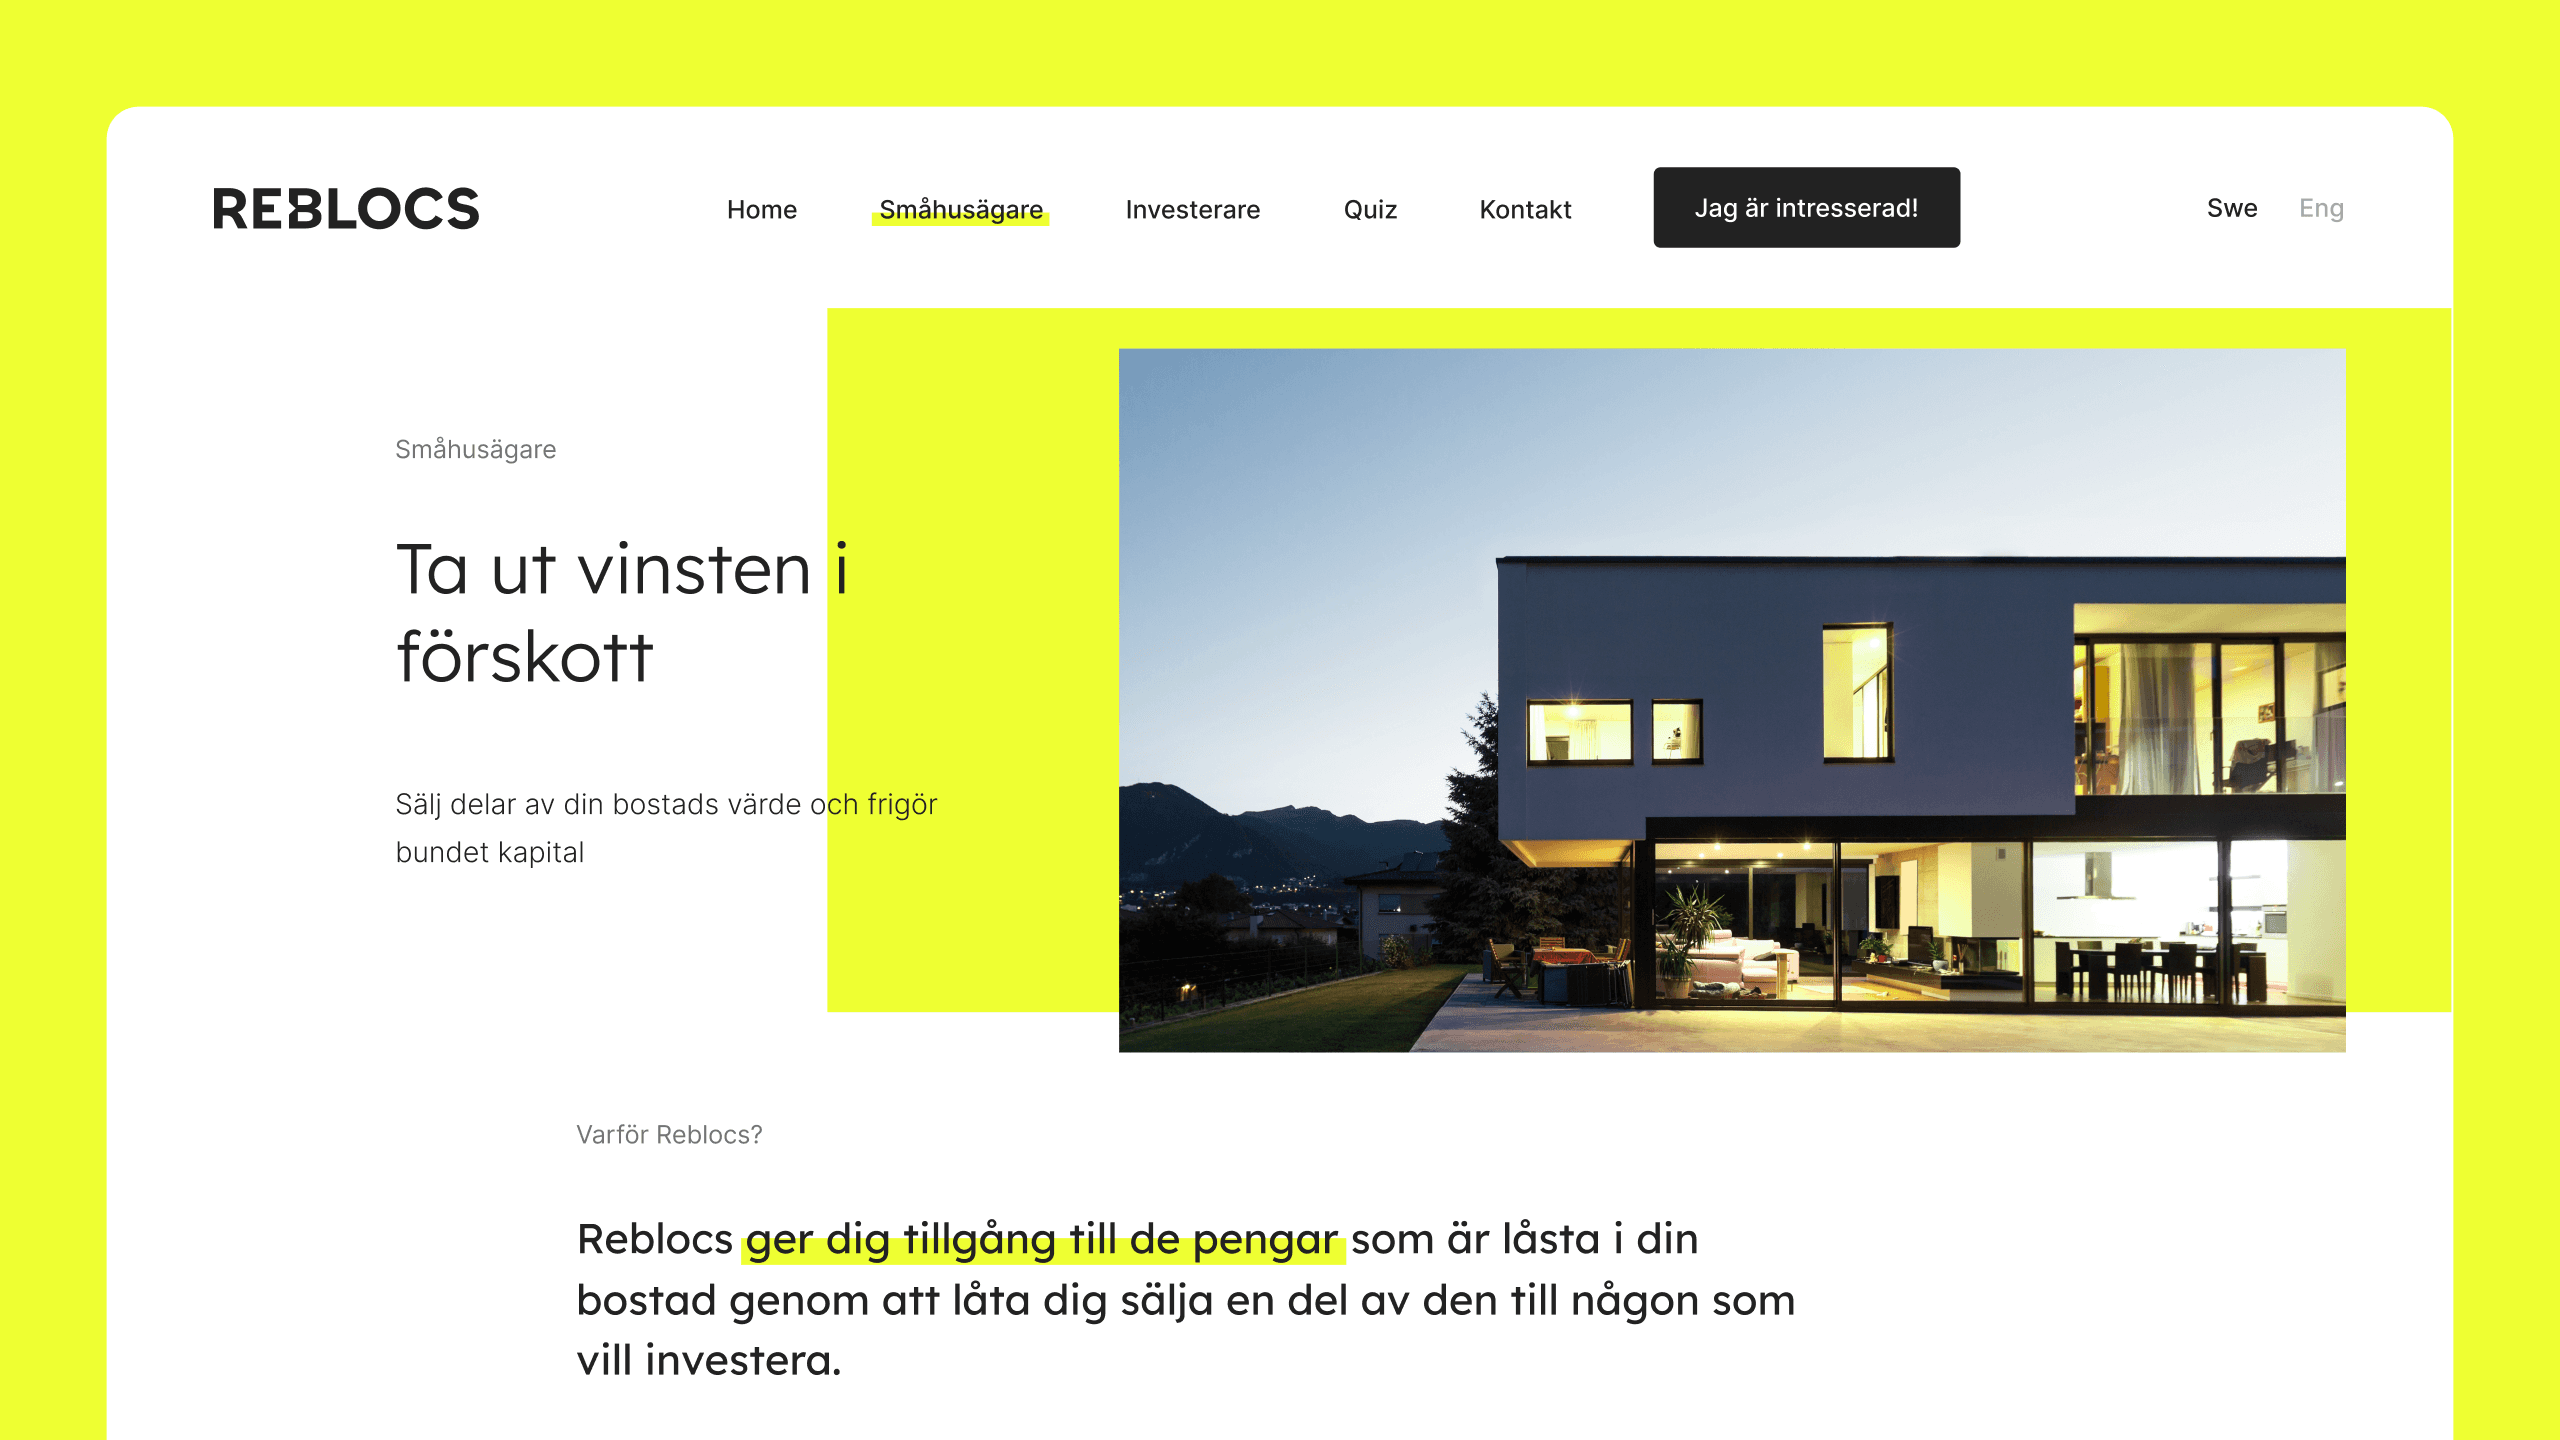 REBLOCS
Home
Småhusägare
Investerare
Quiz
Kontakt
Jag är intresserad!
Swe
Eng
Småhusägare
Ta ut vinsten i
förskott
Sälj delar av din bostads värde och frigör
bundet kapital
Varför Reblocs?
Reblocs ger dig tillgång till de pengar som är låsta i din
bostad genom att låta dig sälja en del av den till någon som
vill investera.